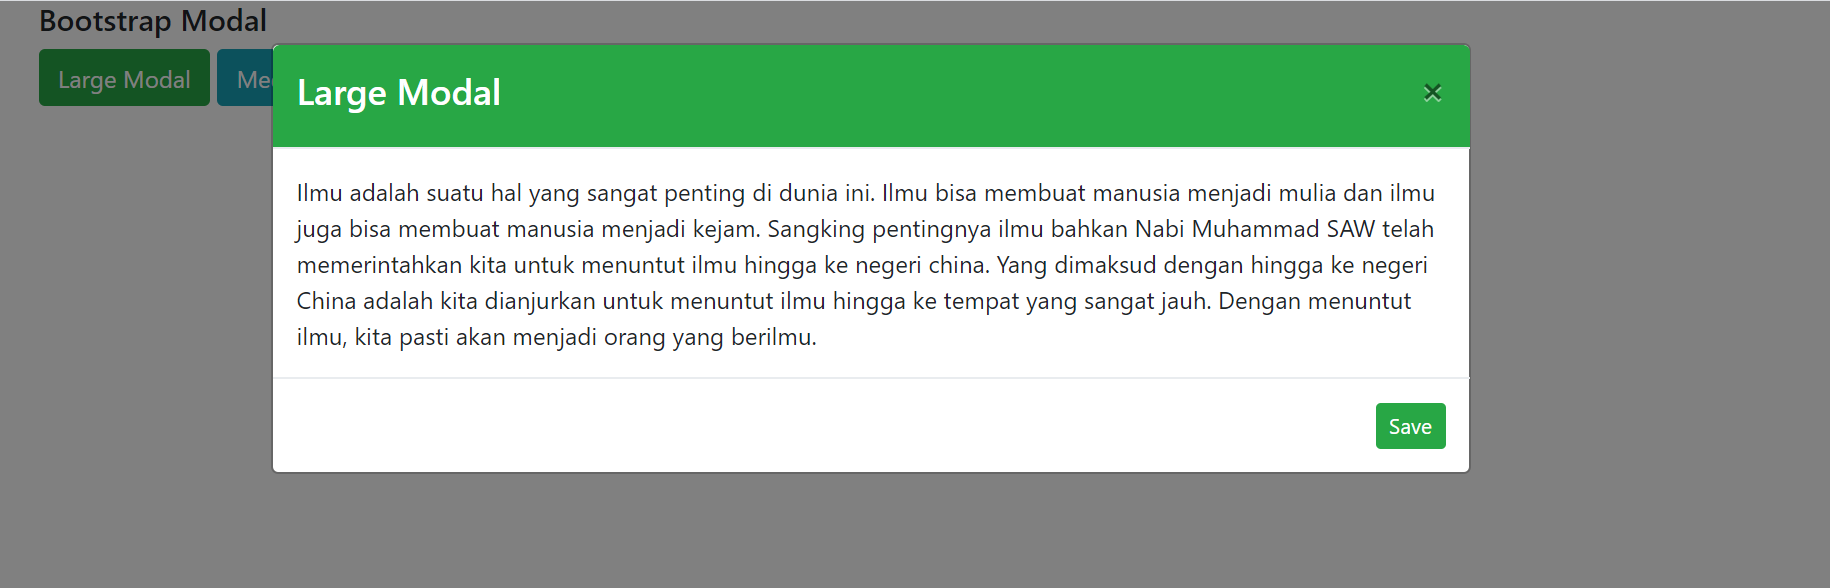 Bootstrap Modal
Large Modal
Large Modal
×
Ilmu adalah suatu hal yang sangat penting di dunia ini. Ilmu bisa membuat manusia menjadi mulia dan ilmu
juga bisa membuat manusia menjadi kejam. Sangking pentingnya ilmu bahkan Nabi Muhammad SAW telah
memerintahkan kita untuk menuntut ilmu hingga ke negeri china. Yang dimaksud dengan hingga ke negeri
China adalah kita dianjurkan untuk menuntut ilmu hingga ke tempat yang sangat jauh. Dengan menuntut
ilmu, kita pasti akan menjadi orang yang berilmu.
Save